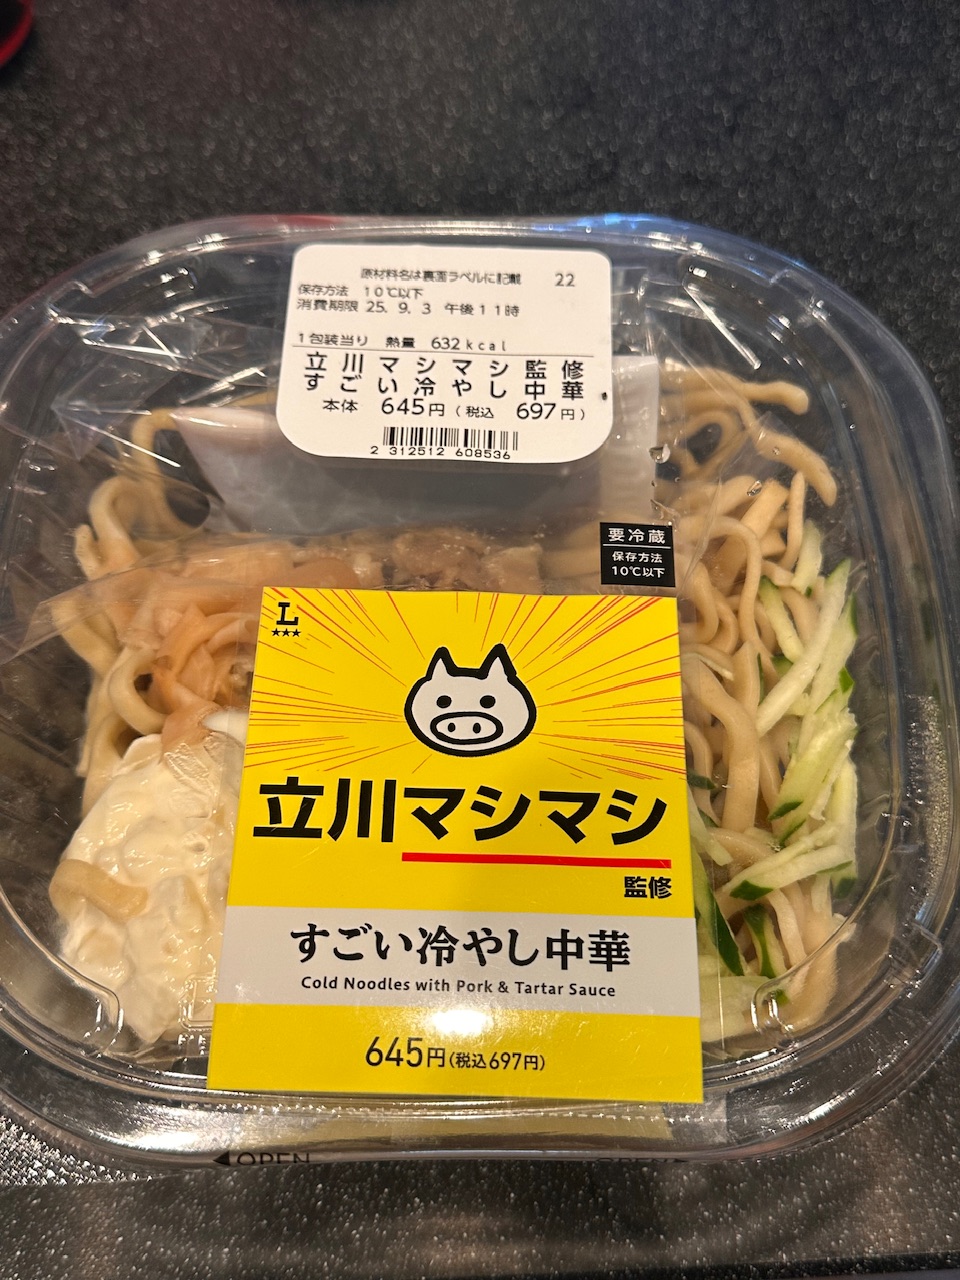 原材料名は裏面ラベルに記載 22
保存方法 10℃以下
消費期限 25. 9. 3 午後11時
1包装当り 熱量 632kcal
立川マシマシ監修
すごい冷やし中華
本体 645円(税込 697円)
2 312512 608536
要冷蔵
保存方法
10℃以下
L
★★★
立川マシマシ
監修
すごい冷やし中華
Cold Noodles with Pork & Tartar Sauce
645円(税込697円)
◀OPEN OPEN▶